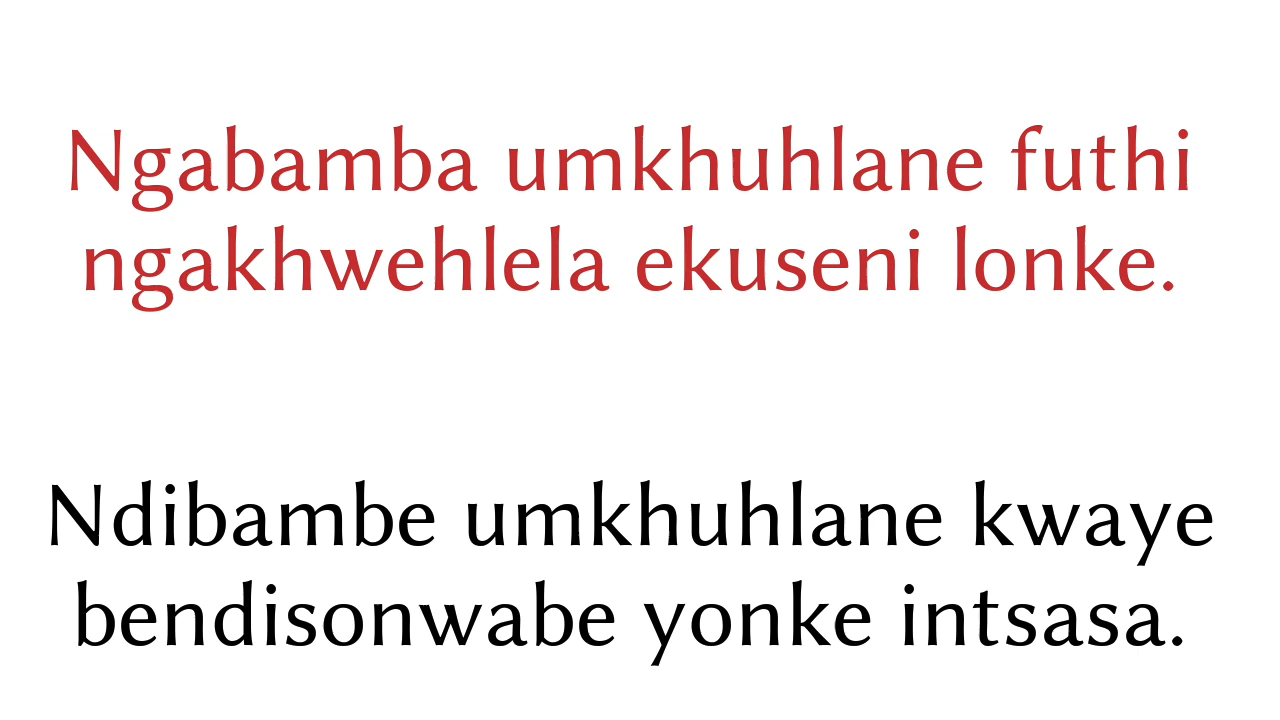 Ngabamba umkhuhlane futhi
ngakhwehlela ekuseni lonke.
Ndibambe umkhuhlane kwaye
bendisonwabe yonke intsasa.